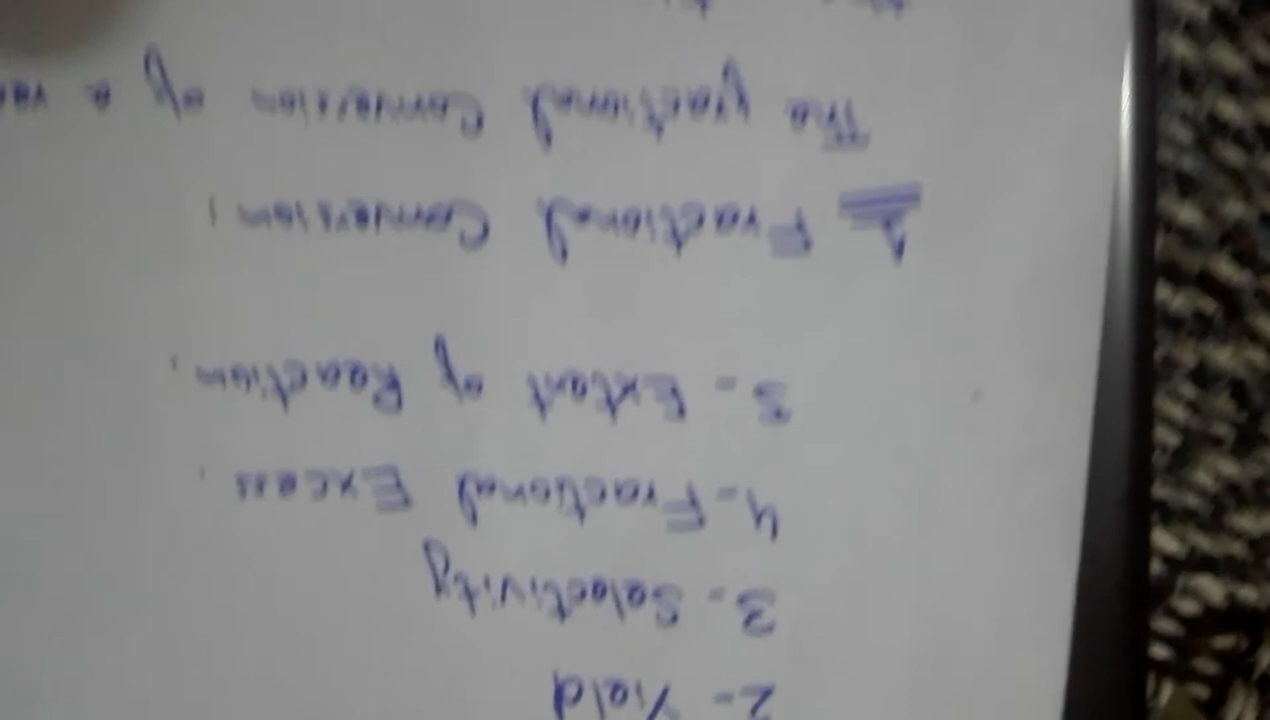 2- Yield
3- Selectivity
4- Fractional Excess.
5- Extent of Reaction.
1 Fractional Conversion:
The fractional Conversion of a